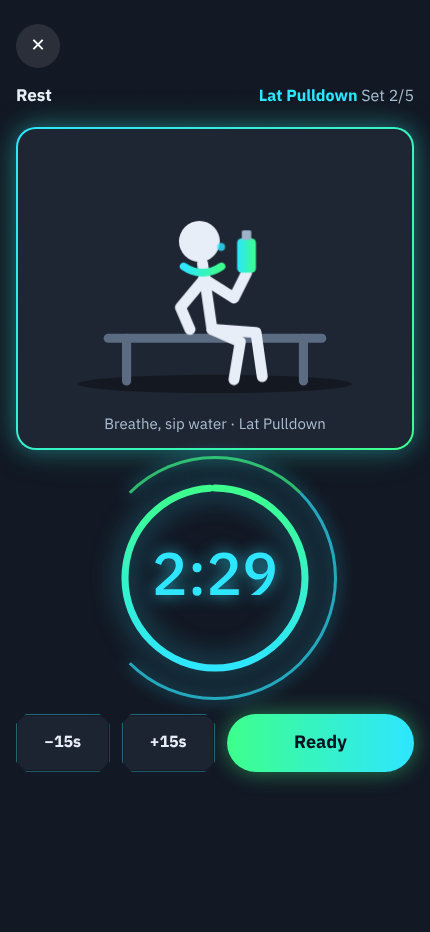 ✕
Rest
Lat Pulldown Set 2/5
Breathe, sip water · Lat Pulldown
2:29
−15s
+15s
Ready